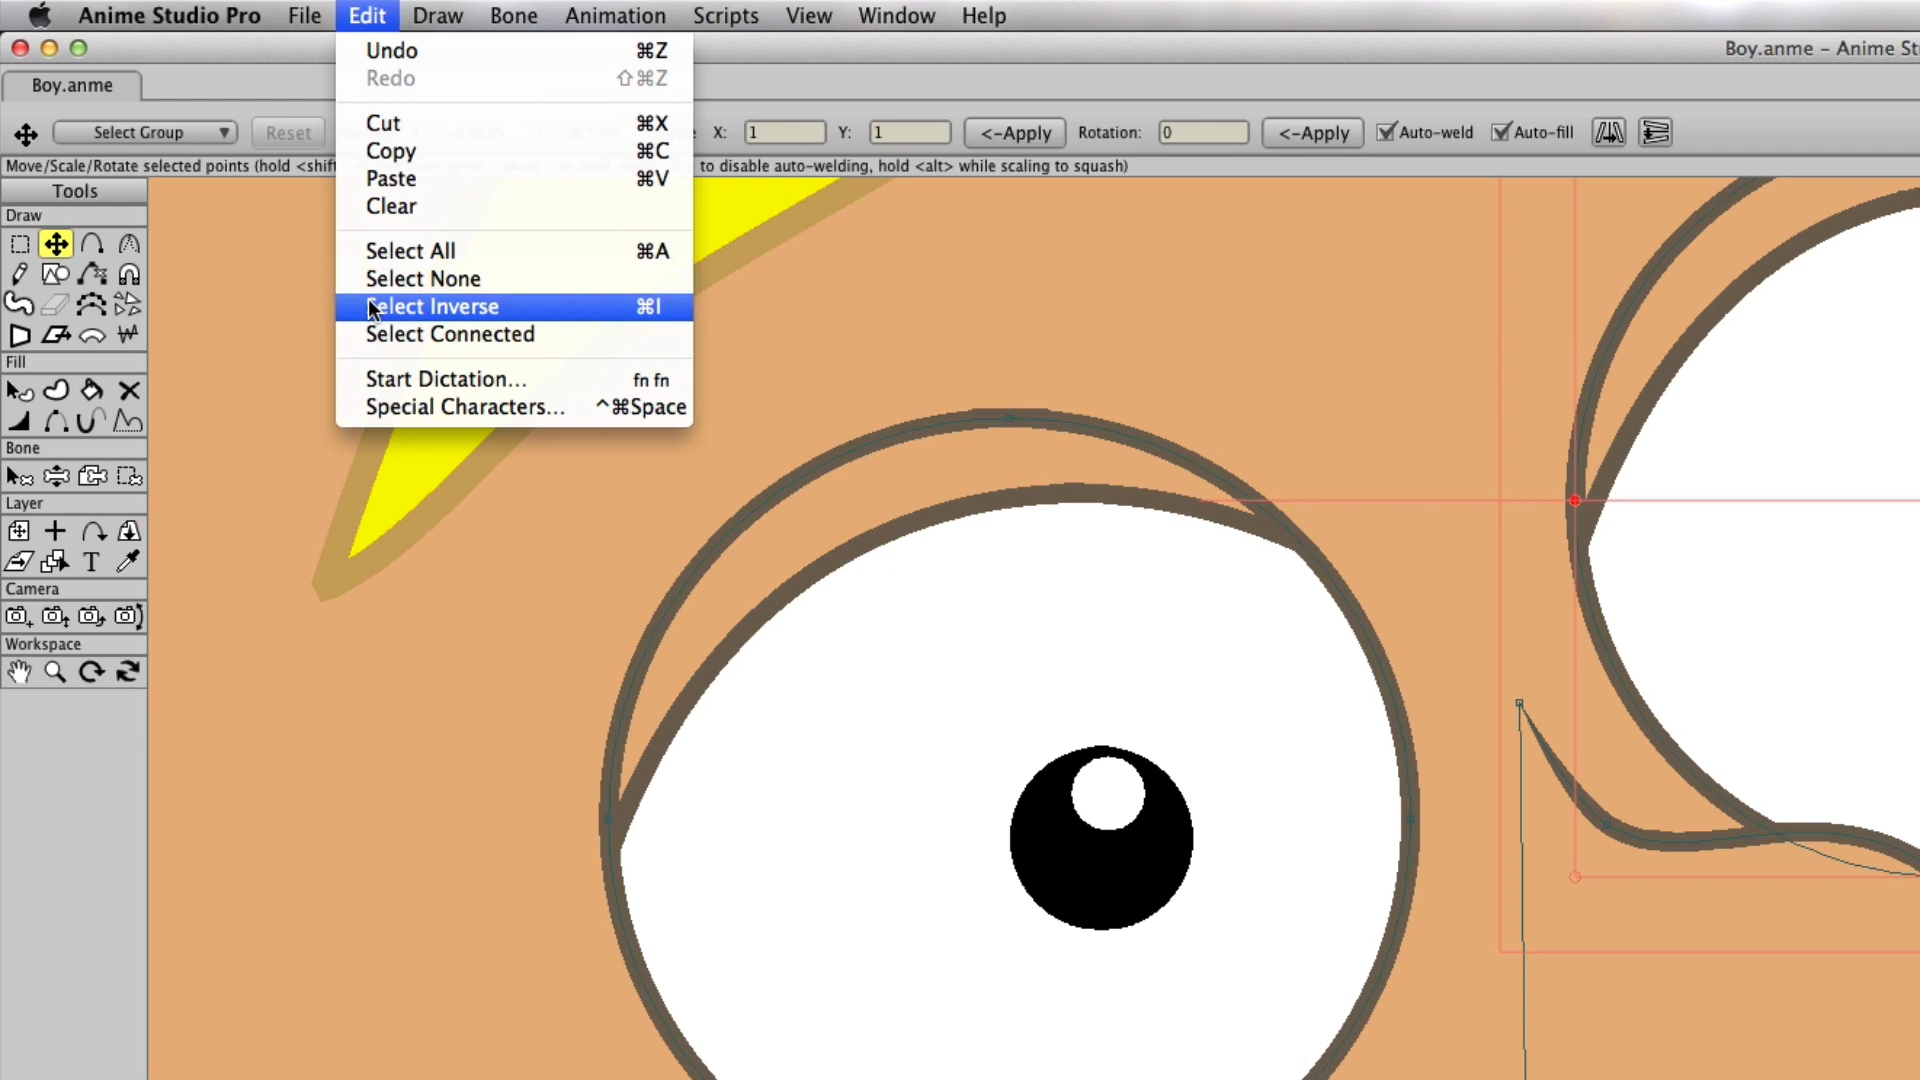 Anime Studio Pro File Edit Draw Bone Animation Scripts View Window Help
Boy.anme - Anime St
Boy.anme
Select Group Reset X: 1 Y: 1 <-Apply Rotation: 0 <-Apply Auto-weld Auto-fill
Move/Scale/Rotate selected points (hold <shift to disable auto-welding, hold <alt> while scaling to squash)
Undo ⌘Z
Redo ⇧⌘Z
Cut ⌘X
Copy ⌘C
Paste ⌘V
Clear
Select All ⌘A
Select None
Select Inverse ⌘I
Select Connected
Start Dictation... fn fn
Special Characters... ^⌘Space
Tools
Draw
Fill
Bone
Layer
T
Camera
Workspace